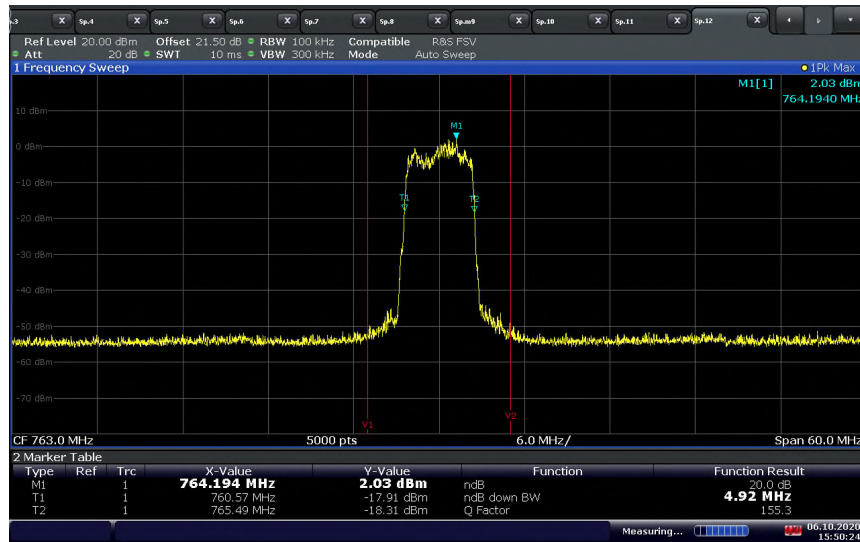 .3 X Sp.4 X Sp.5 X Sp.6 X Sp.7 X Sp.8 X Sp.m9 X Sp.10 X Sp.11 X Sp.12 X
Ref Level 20.00 dBm Offset 21.50 dB RBW 100 kHz Compatible R&S FSV
Att 20 dB SWT 10 ms VBW 300 kHz Mode Auto Sweep
1 Frequency Sweep 1Pk Max
M1[1] 2.03 dBm
764.1940 MHz
10 dBm
M1
0 dBm
-10 dBm
T1 T2
-20 dBm
-30 dBm
-40 dBm
-50 dBm
-60 dBm
-70 dBm
V1 V2
CF 763.0 MHz 5000 pts 6.0 MHz/ Span 60.0 MHz
2 Marker Table
Type Ref Trc X-Value Y-Value Function Function Result
M1 1 764.194 MHz 2.03 dBm ndB 20.0 dB
T1 1 760.57 MHz -17.91 dBm ndB down BW 4.92 MHz
T2 1 765.49 MHz -18.31 dBm Q Factor 155.3
Measuring... 06.10.2020
15:50:24